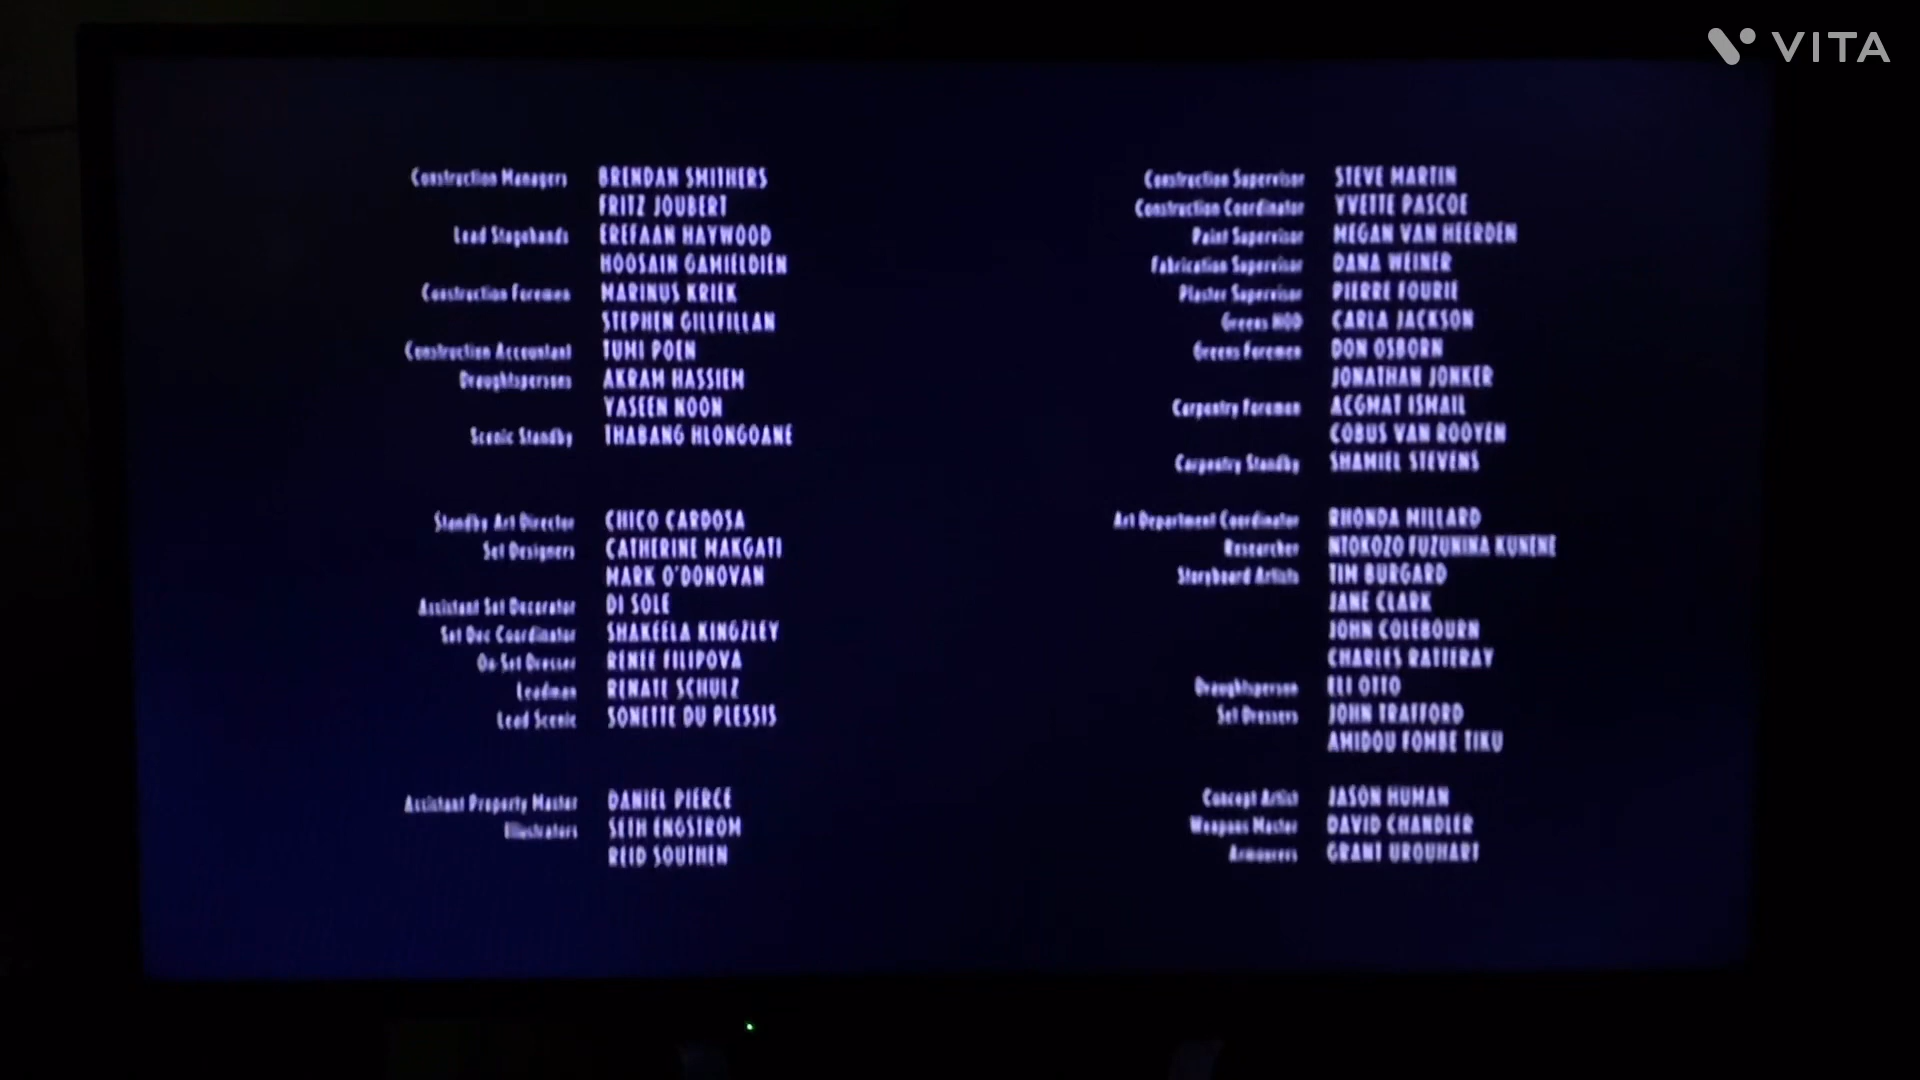 VITA
Construction Managers BRENDAN SMITHERS
FRITZ JOUBERT
Lead Stagehands EREFAAN HAYWOOD
HOOSAIN GAMIELDIEN
Construction Foremen MARINUS KRIEK
STEPHEN GILLFILLAN
Construction Accountant TUMI POEN
Draughtspersons AKRAM HASSIEM
YASEEN NOON
Scenic Standby THABANG HLONGOANE
Standby Art Director CHICO CARDOSA
Set Designers CATHERINE MAKGATI
MARK O'DONOVAN
Assistant Set Decorator DI SOLE
Set Dec Coordinator SHAKEELA KINGZLEY
On Set Dresser RENEE FILIPOVA
Leadman RENATE SCHULZ
Lead Scenic SONETTE DU PLESSIS
Assistant Property Master DANIEL PIERCE
Illustrators SETH ENGSTROM
REID SOUTHEN
Construction Supervisor STEVE MARTIN
Construction Coordinator YVETTE PASCOE
Paint Supervisor MEGAN VAN HEERDEN
Fabrication Supervisor DANA WEINER
Plaster Supervisor PIERRE FOURIE
Greens HOD CARLA JACKSON
Greens Foremen DON OSBORN
JONATHAN JONKER
Carpentry Foreman ACGMAT ISMAIL
COBUS VAN ROOYEN
Carpentry Standby SHAMIEL STEVENS
Art Department Coordinator RHONDA MILLARD
Researcher NTOKOZO FUZUNINA KUNENE
Storyboard Artists TIM BURGARD
JANE CLARK
JOHN COLEBOURN
CHARLES RATTERAY
Draughtsperson ELI OTTO
Set Dressers JOHN TRAFFORD
AMIDOU FOMBE TIKU
Concept Artist JASON HUMAN
Weapons Master DAVID CHANDLER
Armourers GRANT URQUHART